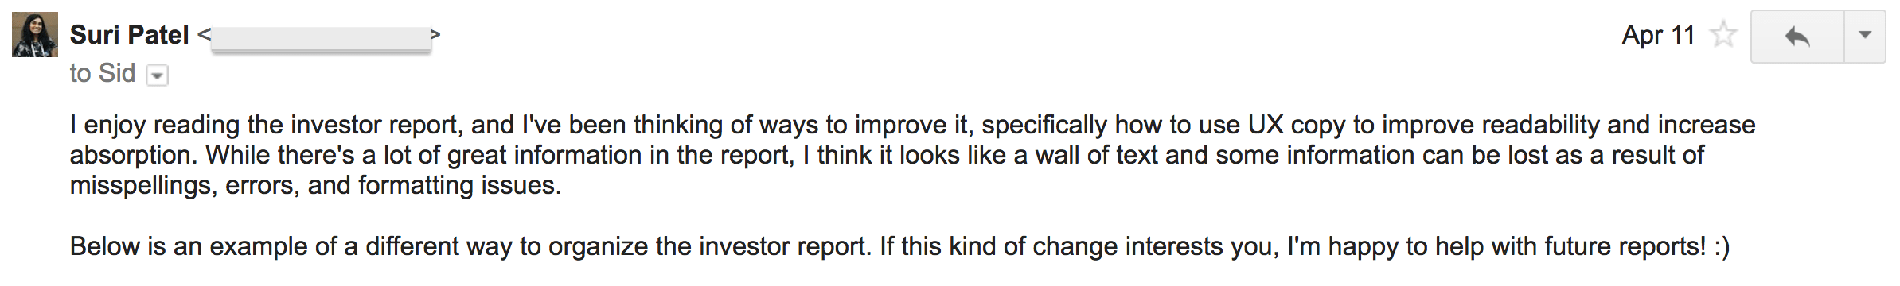 Suri Patel < > Apr 11
to Sid
I enjoy reading the investor report, and I've been thinking of ways to improve it, specifically how to use UX copy to improve readability and increase
absorption. While there's a lot of great information in the report, I think it looks like a wall of text and some information can be lost as a result of
misspellings, errors, and formatting issues.
Below is an example of a different way to organize the investor report. If this kind of change interests you, I'm happy to help with future reports! :)